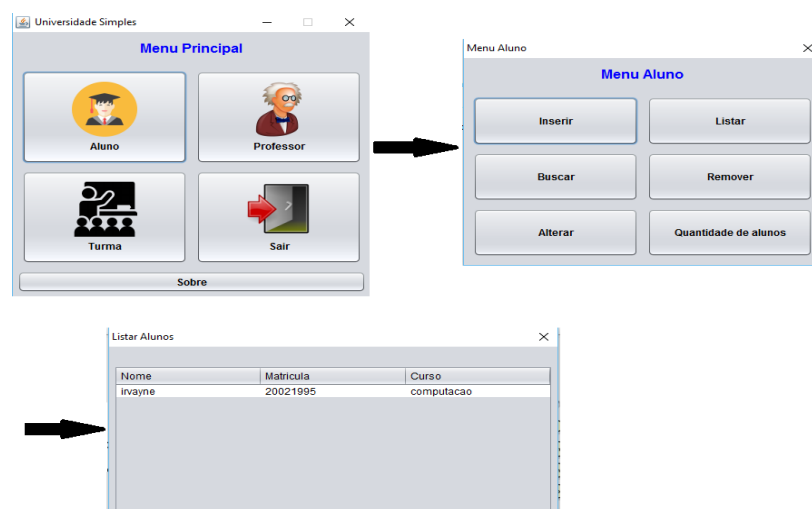 Universidade Simples
Menu Principal
Aluno
Professor
Turma
Sair
Sobre
Menu Aluno
Menu Aluno
Inserir
Listar
Buscar
Remover
Alterar
Quantidade de alunos
Listar Alunos
Nome Matricula Curso
irvayne 20021995 computacao